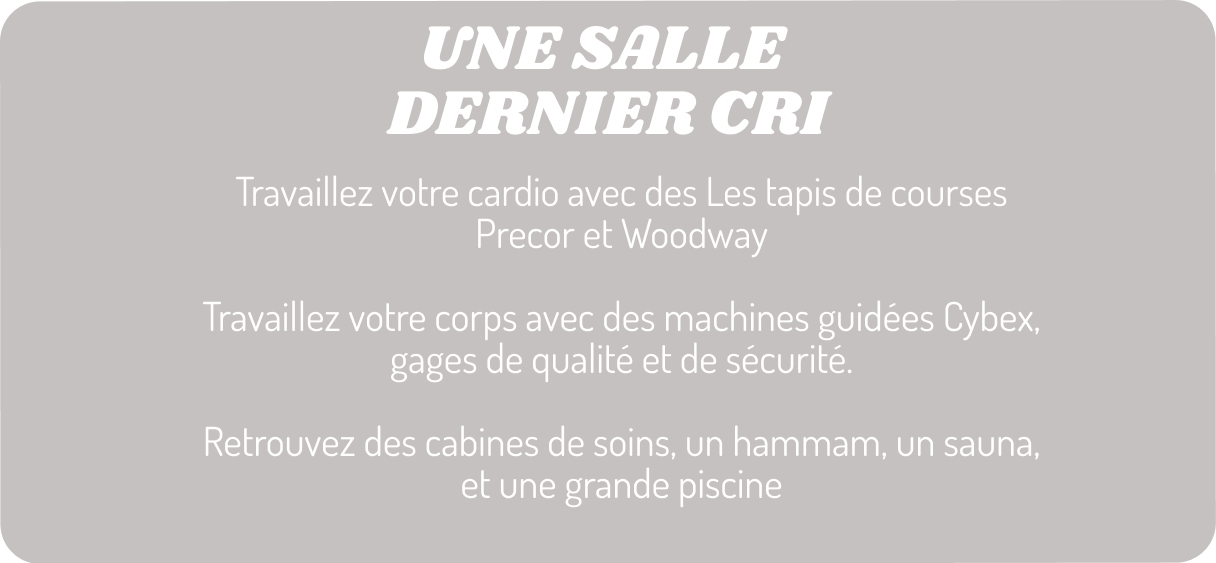 UNE SALLE
DERNIER CRI
Travaillez votre cardio avec des Les tapis de courses
Precor et Woodway
Travaillez votre corps avec des machines guidées Cybex,
gages de qualité et de sécurité.
Retrouvez des cabines de soins, un hammam, un sauna,
et une grande piscine